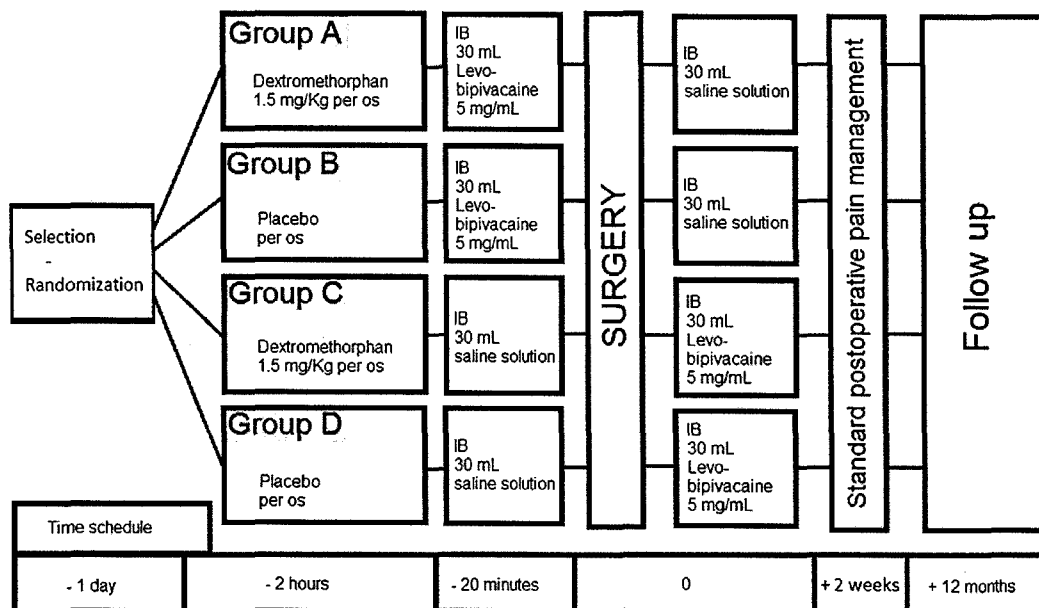 Selection
-
Randomization
Group A
Dextromethorphan
1.5 mg/Kg per os
IB
30 mL
Levo-
bipivacaine
5 mg/mL
Group B
Placebo
per os
IB
30 mL
Levo-
bipivacaine
5 mg/mL
Group C
Dextromethorphan
1.5 mg/Kg per os
IB
30 mL
saline solution
Group D
Placebo
per os
IB
30 mL
saline solution
SURGERY
IB
30 mL
saline solution
IB
30 mL
saline solution
IB
30 mL
Levo-
bipivacaine
5 mg/mL
IB
30 mL
Levo-
bipivacaine
5 mg/mL
Standard postoperative pain management
Follow up
Time schedule
- 1 day
- 2 hours
- 20 minutes
0
+ 2 weeks
+ 12 months